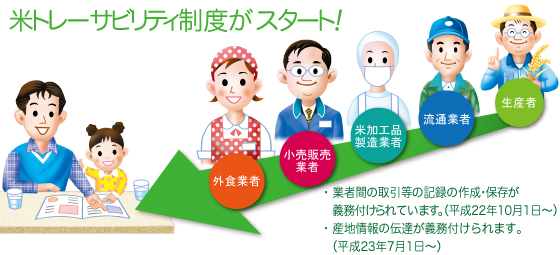 米トレーサビリティ制度がスタート!
生産者
流通業者
米加工品
製造業者
小売販売
業者
外食業者
・業者間の取引等の記録の作成・保存が
義務付けられています。(平成22年10月1日〜)
・産地情報の伝達が義務付けられます。
(平成23年7月1日〜)